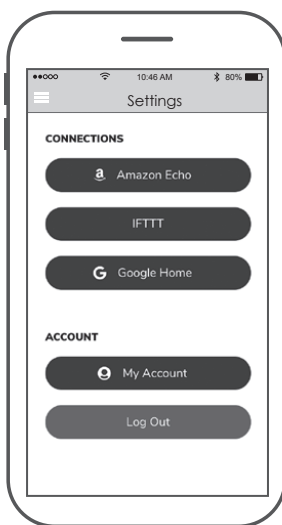 10:46 AM 80%
Settings
CONNECTIONS
a Amazon Echo
IFTTT
G Google Home
ACCOUNT
My Account
Log Out